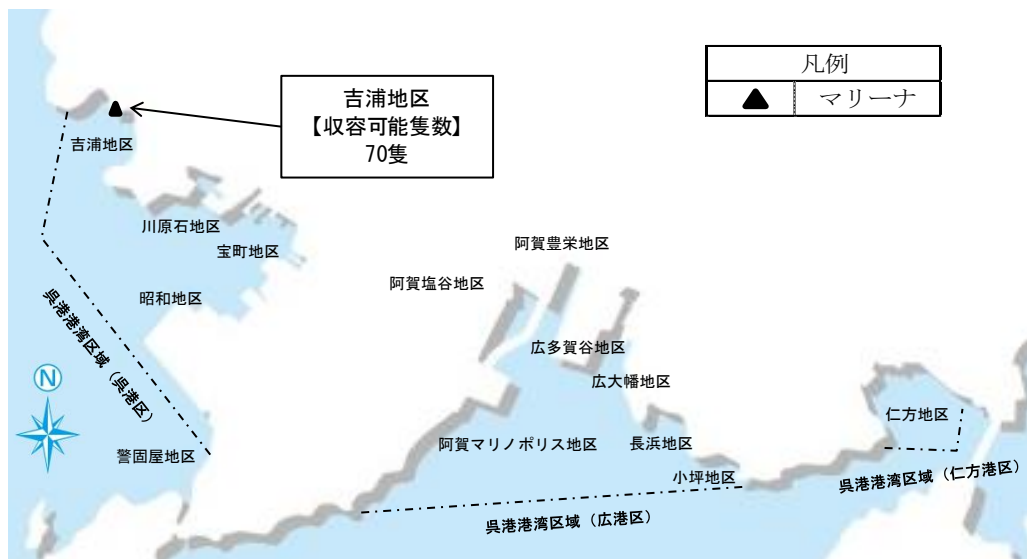 凡例
▲ マリーナ
吉浦地区
【収容可能隻数】
70隻
吉浦地区
川原石地区
宝町地区
昭和地区
呉港港湾区域（呉港区）
N
警固屋地区
阿賀豊栄地区
阿賀塩谷地区
広多賀谷地区
広大幡地区
阿賀マリノポリス地区
長浜地区
小坪地区
仁方地区
呉港港湾区域（仁方港区）
呉港港湾区域（広港区）